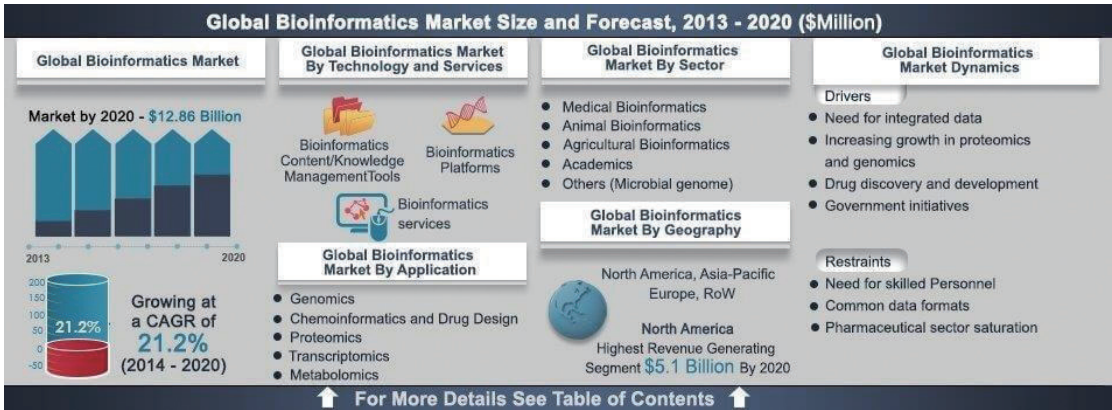 Global Bioinformatics Market Size and Forecast, 2013 - 2020 ($Million)
Global Bioinformatics Market
Market by 2020 - $12.86 Billion
2013
2020
200
150
100
50
0
-50
21.2%
Growing at
a CAGR of
21.2%
(2014 - 2020)
Global Bioinformatics Market
By Technology and Services
Bioinformatics
Content/Knowledge
ManagementTools
Bioinformatics
Platforms
Bioinformatics
services
Global Bioinformatics
Market By Application
• Genomics
• Chemoinformatics and Drug Design
• Proteomics
• Transcriptomics
• Metabolomics
Global Bioinformatics
Market By Sector
• Medical Bioinformatics
• Animal Bioinformatics
• Agricultural Bioinformatics
• Academics
• Others (Microbial genome)
Global Bioinformatics
Market By Geography
North America, Asia-Pacific
Europe, RoW
North America
Highest Revenue Generating
Segment $5.1 Billion By 2020
Global Bioinformatics
Market Dynamics
Drivers
• Need for integrated data
• Increasing growth in proteomics
and genomics
• Drug discovery and development
• Government initiatives
Restraints
• Need for skilled Personnel
• Common data formats
• Pharmaceutical sector saturation
For More Details See Table of Contents